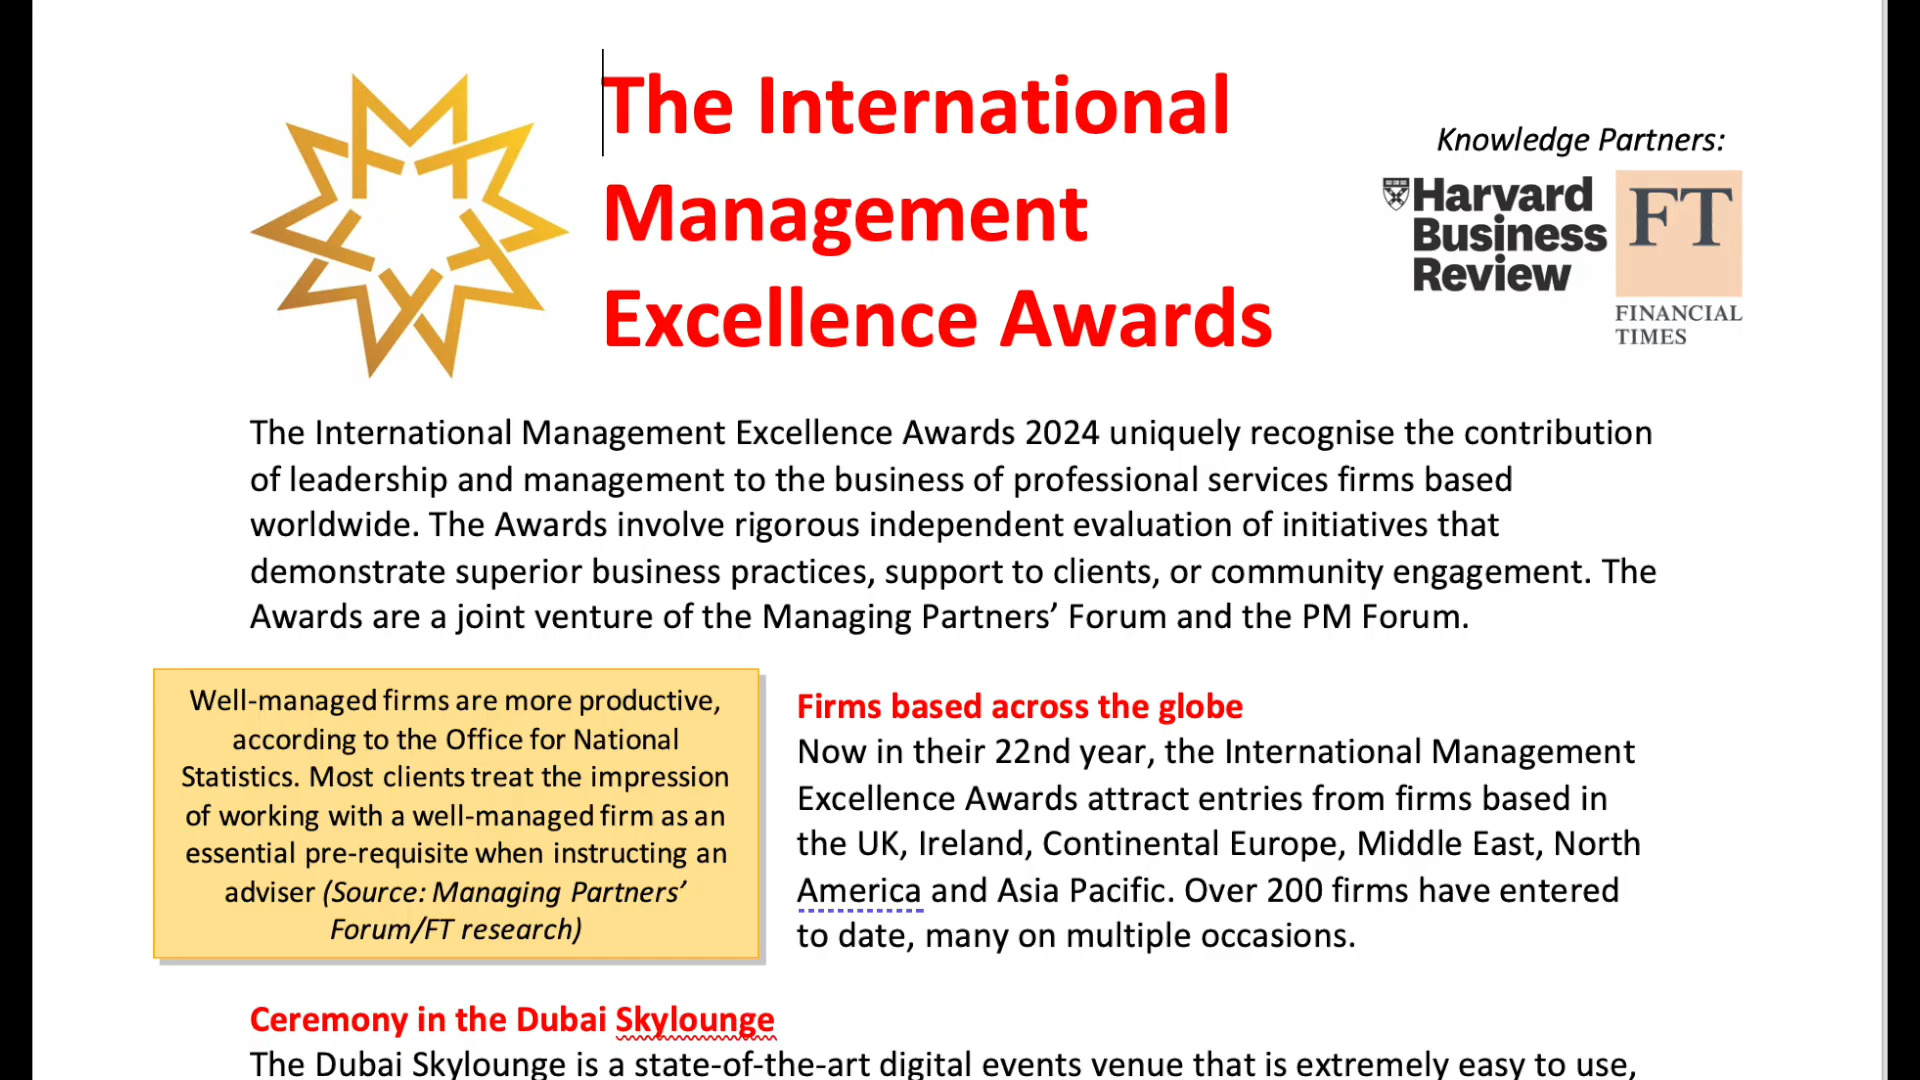 The International
Management
Excellence Awards
Knowledge Partners:
Harvard
Business
Review
FT
FINANCIAL
TIMES
The International Management Excellence Awards 2024 uniquely recognise the contribution
of leadership and management to the business of professional services firms based
worldwide. The Awards involve rigorous independent evaluation of initiatives that
demonstrate superior business practices, support to clients, or community engagement. The
Awards are a joint venture of the Managing Partners’ Forum and the PM Forum.
Well-managed firms are more productive,
according to the Office for National
Statistics. Most clients treat the impression
of working with a well-managed firm as an
essential pre-requisite when instructing an
adviser (Source: Managing Partners’
Forum/FT research)
Firms based across the globe
Now in their 22nd year, the International Management
Excellence Awards attract entries from firms based in
the UK, Ireland, Continental Europe, Middle East, North
America and Asia Pacific. Over 200 firms have entered
to date, many on multiple occasions.
Ceremony in the Dubai Skylounge
The Dubai Skylounge is a state-of-the-art digital events venue that is extremely easy to use,